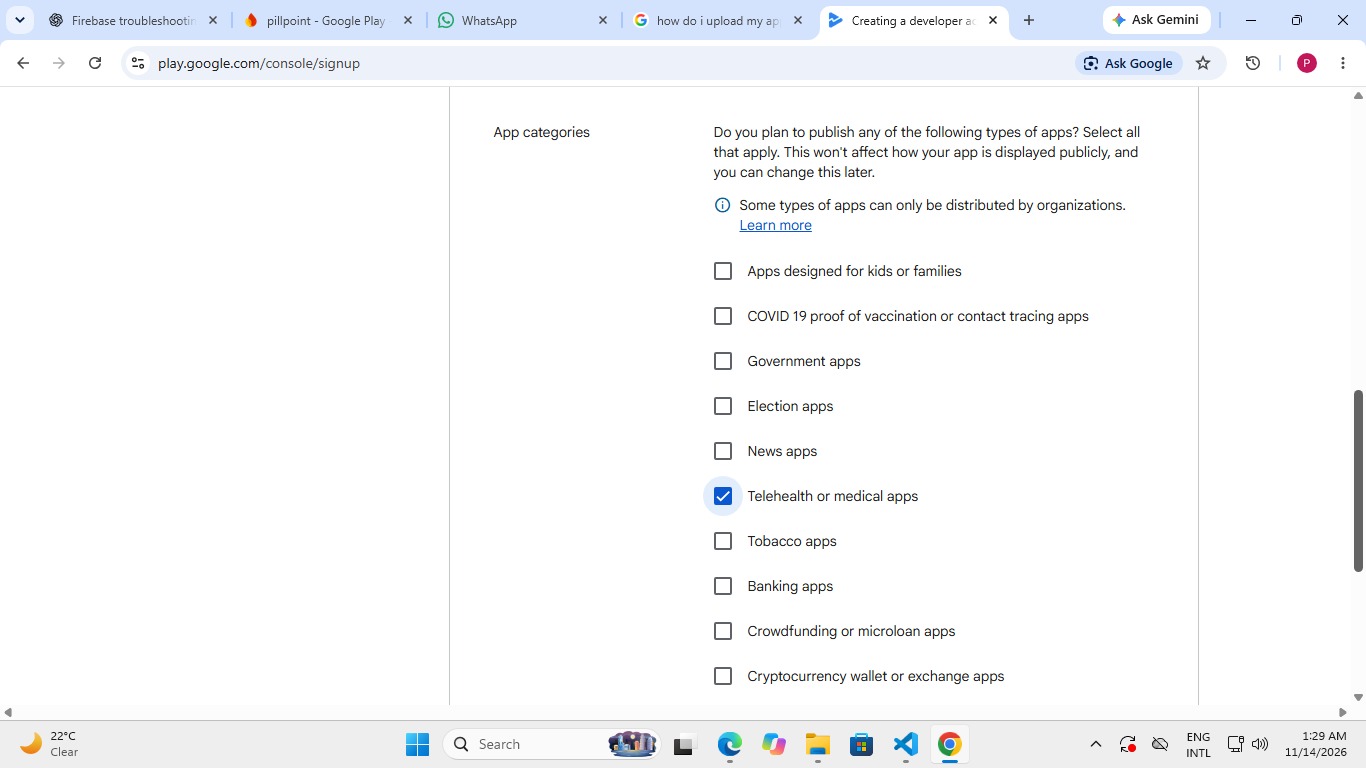 Firebase troubleshootin
pillpoint - Google Play
WhatsApp
how do i upload my ap
Creating a developer a
Ask Gemini
play.google.com/console/signup
Ask Google
P
App categories
Do you plan to publish any of the following types of apps? Select all
that apply. This won't affect how your app is displayed publicly, and
you can change this later.
Some types of apps can only be distributed by organizations.
Learn more
Apps designed for kids or families
COVID 19 proof of vaccination or contact tracing apps
Government apps
Election apps
News apps
Telehealth or medical apps
Tobacco apps
Banking apps
Crowdfunding or microloan apps
Cryptocurrency wallet or exchange apps
22°C
Clear
Search
ENG
INTL
1:29 AM
11/14/2026